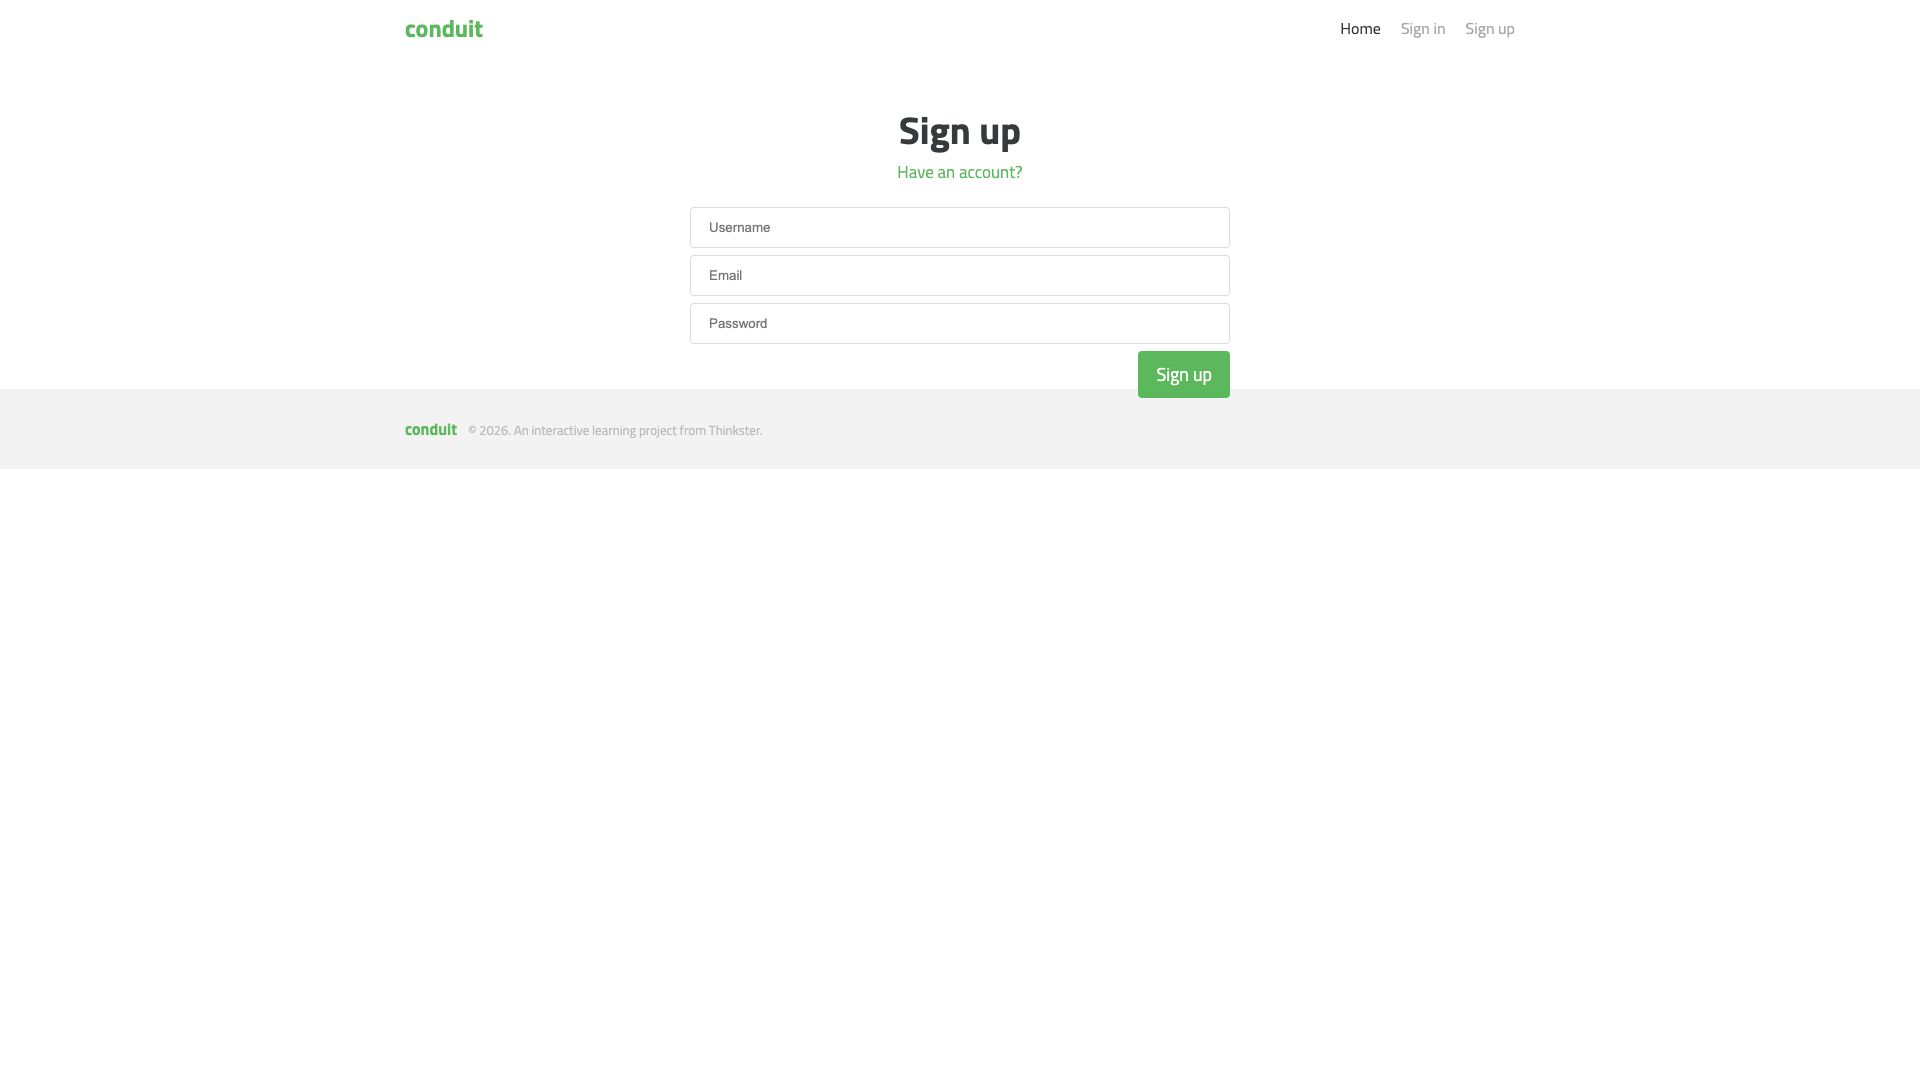 conduit
Home Sign in Sign up
Sign up
Have an account?
Username
Email
Password
Sign up
conduit © 2026. An interactive learning project from Thinkster.